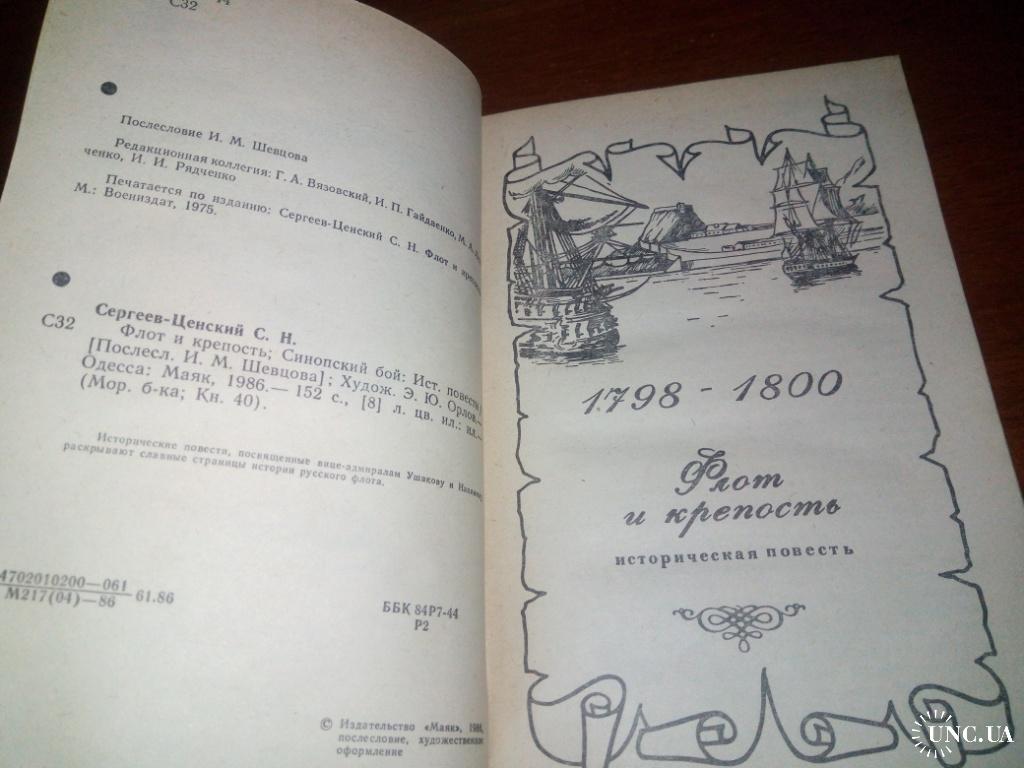 С32
Послесловие И. М. Шевцова
Редакционная коллегия: Г. А. Вязовский, И. П. Гайдаенко, М. А.
ченко, И. И. Рядченко
Печатается по изданию: Сергеев-Ценский С. Н. Флот и
М.: Воениздат, 1975.
Сергеев-Ценский С. Н.
С32 Флот и крепость; Синопский бой: Ист. повести
[Послесл. И. М. Шевцова]; Худож. Э. Ю.
Одесса: Маяк, 1986.— 152 с., [8] л. цв. ил.: ил.—
(Мор. б-ка; Кн. 40).
Исторические повести, посвященные вице-адмиралам Ушакову и
раскрывают славные страницы истории русского флота.
4702010200—061
М217(04)—86 61.86
ББК 84Р7-44
Р2
© Издательство «Маяк», 1986,
послесловие, художественное
оформление
1798 - 1800
Флот
и крепость
историческая повесть
UNC.UA